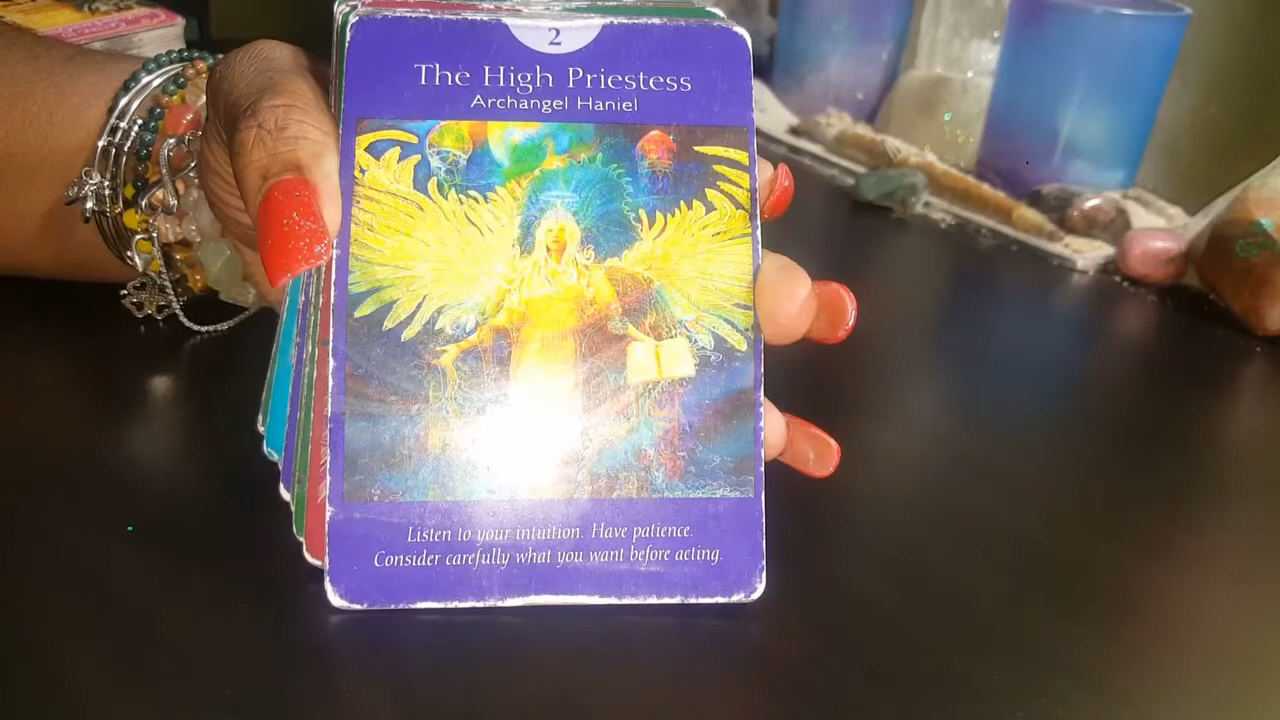 2
The High Priestess
Archangel Haniel
Listen to your intuition. Have patience.
Consider carefully what you want before acting.